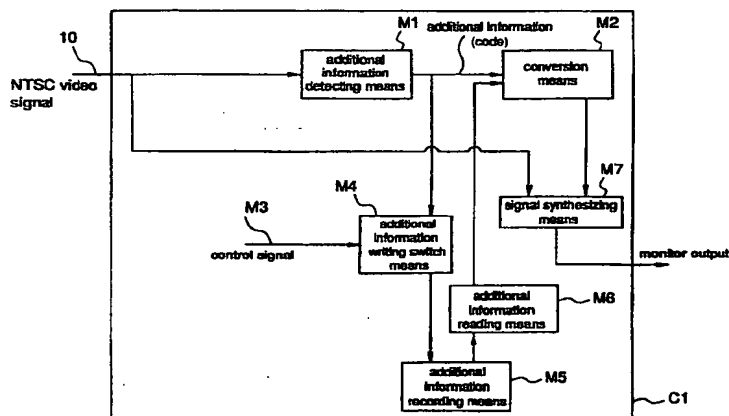 M1
additional information
(code)
M2
10
NTSC video
signal
additional
information
detecting means
conversion
means
M7
signal synthesizing
means
M4
M3
control signal
additional
information
writing switch
means
monitor output
additional
information
reading means
M6
additional
information
recording means
M5
C1